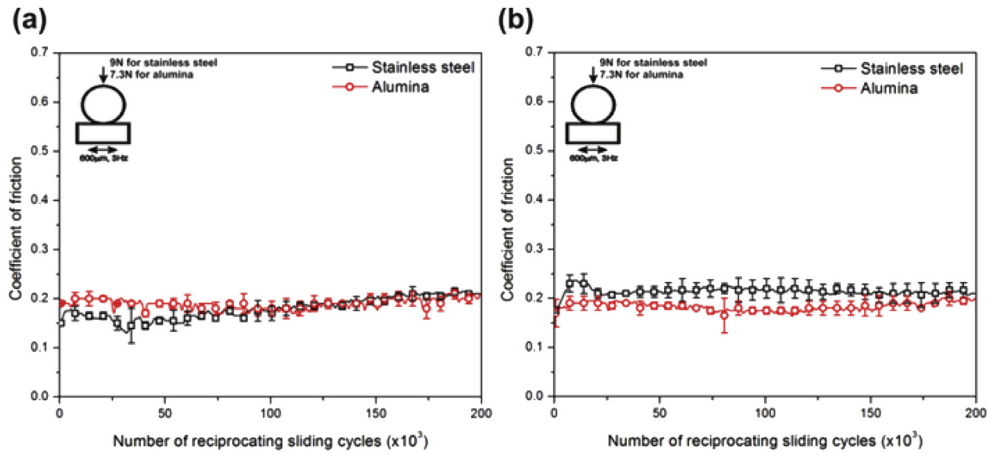 (a)
0.7
0.6
0.5
0.4
0.3
0.2
0.1
0.0
Coefficient of friction
9N for stainless steel
7.3N for alumina
600μm, 3Hz
Stainless steel
Alumina
0 50 100 150 200
Number of reciprocating sliding cycles (x10³)
(b)
0.7
0.6
0.5
0.4
0.3
0.2
0.1
0.0
Coefficient of friction
9N for stainless steel
7.3N for alumina
600μm, 3Hz
Stainless steel
Alumina
0 50 100 150 200
Number of reciprocating sliding cycles (x10³)